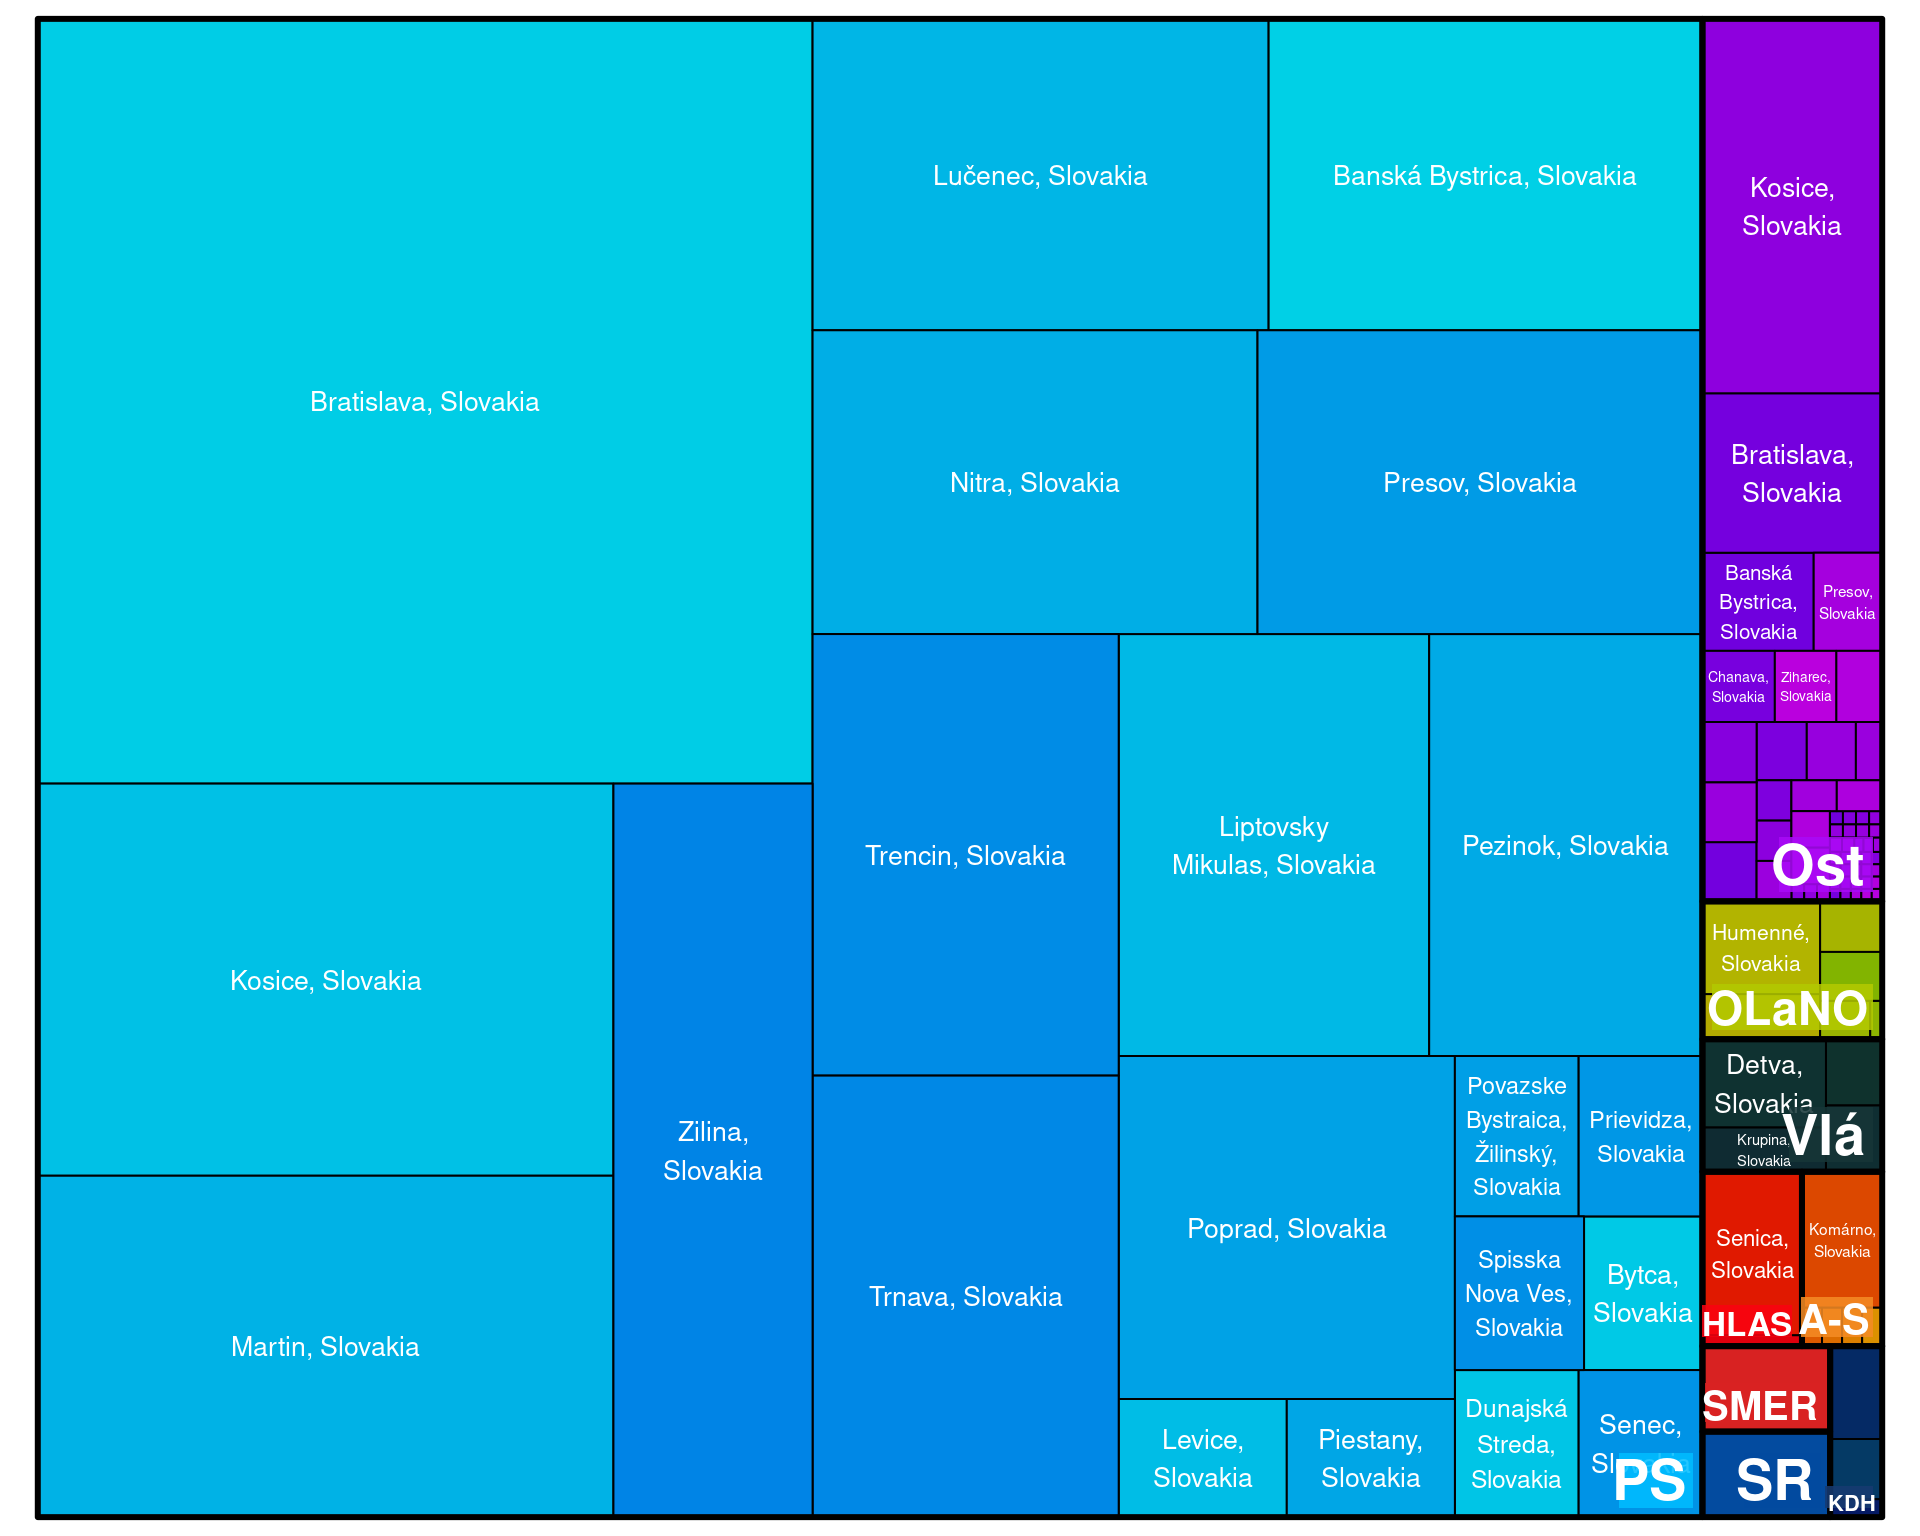 Bratislava, Slovakia
Lučenec, Slovakia
Banská Bystrica, Slovakia
Nitra, Slovakia
Presov, Slovakia
Kosice, Slovakia
Martin, Slovakia
Zilina,
Slovakia
Trencin, Slovakia
Trnava, Slovakia
Liptovsky
Mikulas, Slovakia
Pezinok, Slovakia
Poprad, Slovakia
Levice,
Slovakia
Piestany,
Slovakia
Povazske
Bystraica,
Žilinský,
Slovakia
Prievidza,
Slovakia
Spisska
Nova Ves,
Slovakia
Bytca,
Slovakia
Dunajská
Streda,
Slovakia
Senec,
Slovakia
PS
Kosice,
Slovakia
Bratislava,
Slovakia
Banská
Bystrica,
Slovakia
Presov,
Slovakia
Chanava,
Slovakia
Ziharec,
Slovakia
Ost
Humenné,
Slovakia
OLaNO
Detva,
Slovakia
Krupina,
Slovakia
Vlá
Senica,
Slovakia
HLAS
Komárno,
Slovakia
A-S
SMER
SR
KDH